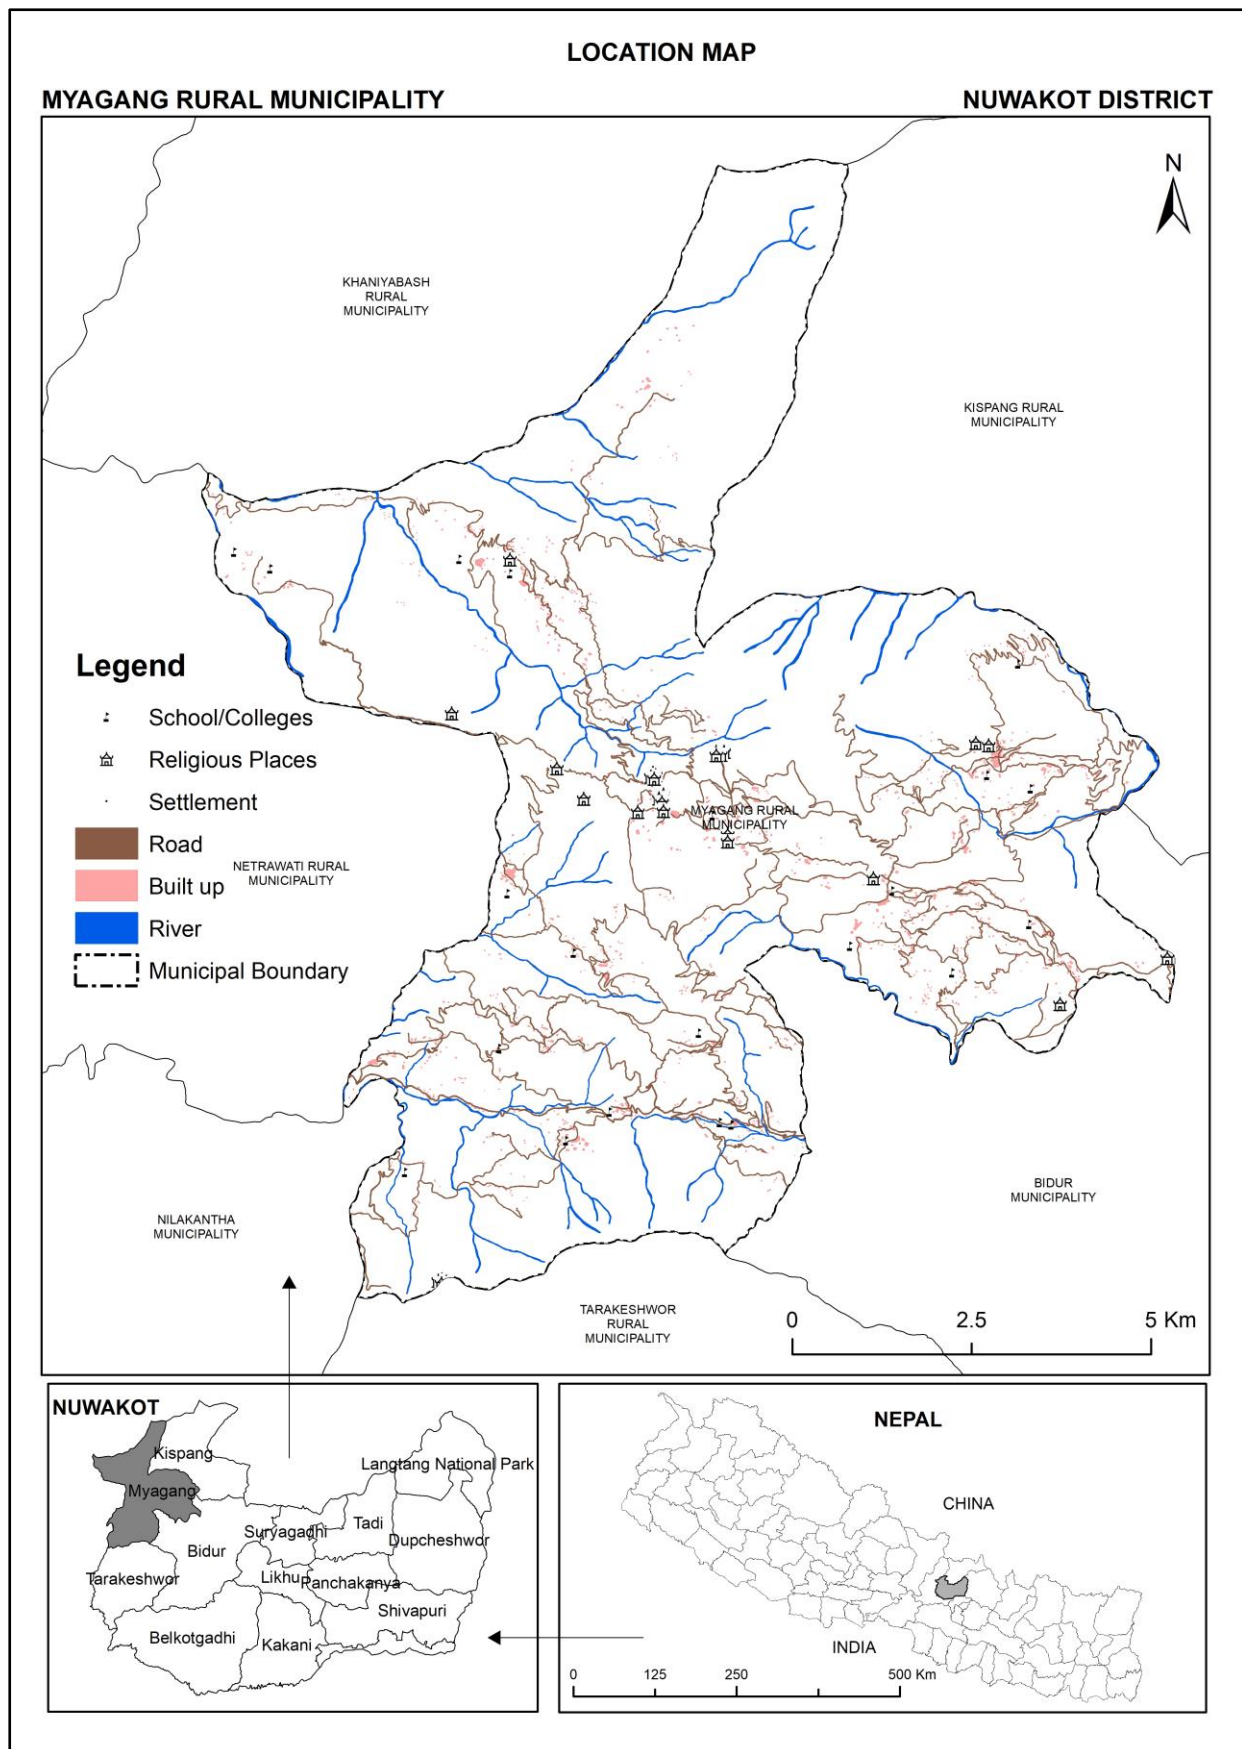 LOCATION MAP
MYAGANG RURAL MUNICIPALITY
NUWAKOT DISTRICT
N
KHANIYABASH
RURAL
MUNICIPALITY
KISPANG RURAL
MUNICIPALITY
Legend
School/Colleges
Religious Places
Settlement
Road
Built up
River
Municipal Boundary
NETRAWATI RURAL
MUNICIPALITY
MYAGANG RURAL
MUNICIPALITY
BIDUR
MUNICIPALITY
NILAKANTHA
MUNICIPALITY
TARAKESHWOR
RURAL
MUNICIPALITY
0 2.5 5 Km
NUWAKOT
Kispang
Langtang National Park
Myagang
Suryagadhi
Tadi
Dupcheshwor
Bidur
Tarakeshwor
Likhu
Panchakanya
Shivapuri
Belkotgadhi
Kakani
NEPAL
CHINA
INDIA
0 125 250 500 Km